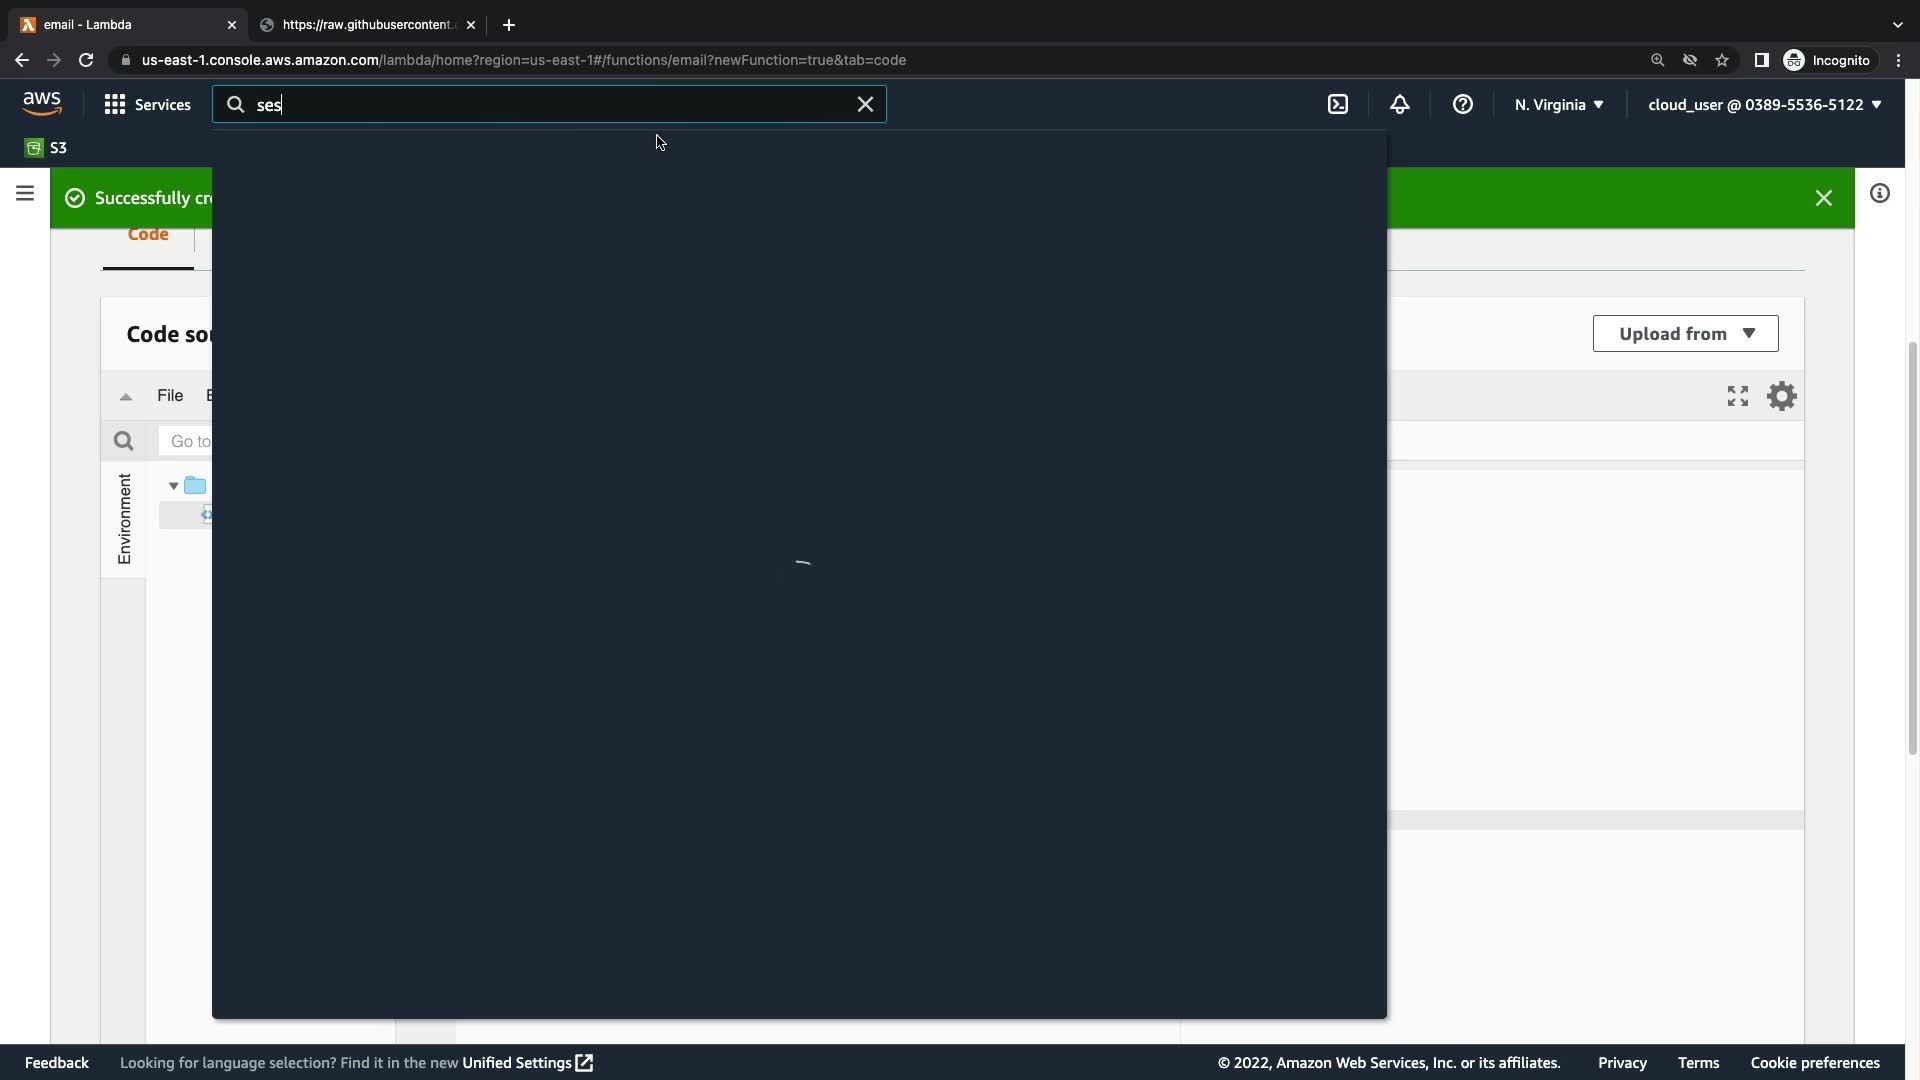 email - Lambda
https://raw.githubusercontent.
us-east-1.console.aws.amazon.com/lambda/home?region=us-east-1#/functions/email?newFunction=true&tab=code
Incognito
aws
Services
ses
N. Virginia
cloud_user @ 0389-5536-5122
S3
Successfully cr
Code
Code so
Upload from
File
Go to
Environment
Feedback
Looking for language selection? Find it in the new Unified Settings
© 2022, Amazon Web Services, Inc. or its affiliates.
Privacy
Terms
Cookie preferences